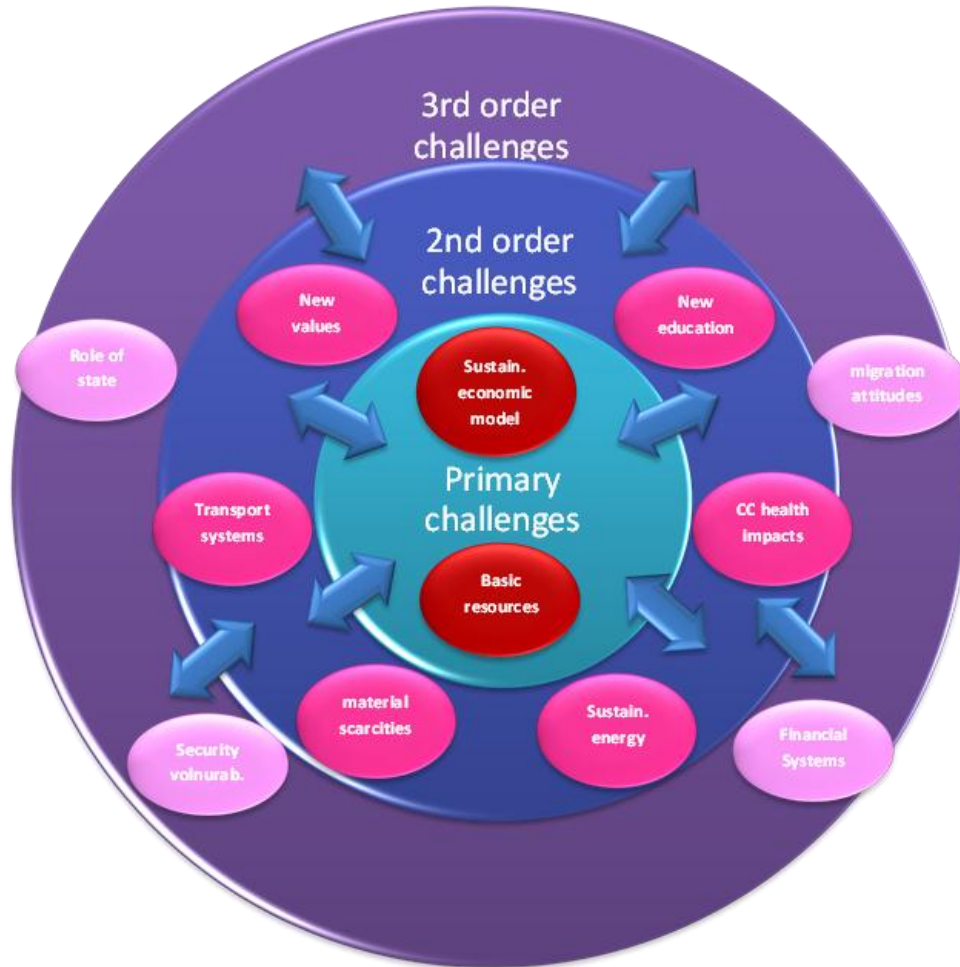 3rd order
challenges
2nd order
challenges
New
values
New
education
Role of
state
Sustain.
economic
model
migration
attitudes
Primary
challenges
Transport
systems
CC health
impacts
Basic
resources
material
scarcities
Sustain.
energy
Security
volnurab.
Financial
Systems